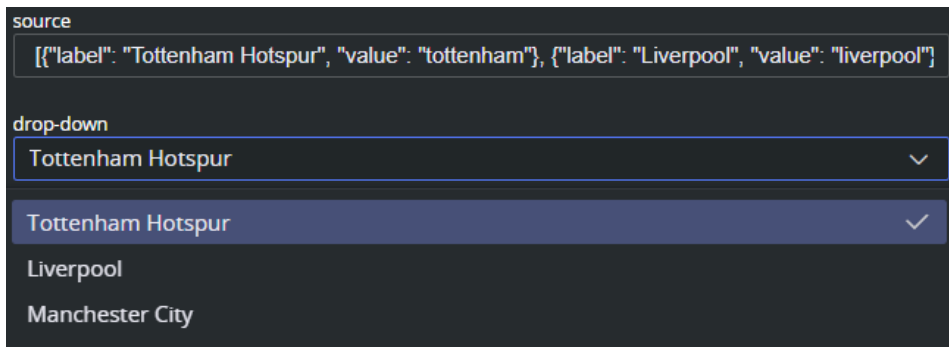 source
[{"label": "Tottenham Hotspur", "value": "tottenham"}, {"label": "Liverpool", "value": "liverpool"}
drop-down
Tottenham Hotspur
Tottenham Hotspur
Liverpool
Manchester City